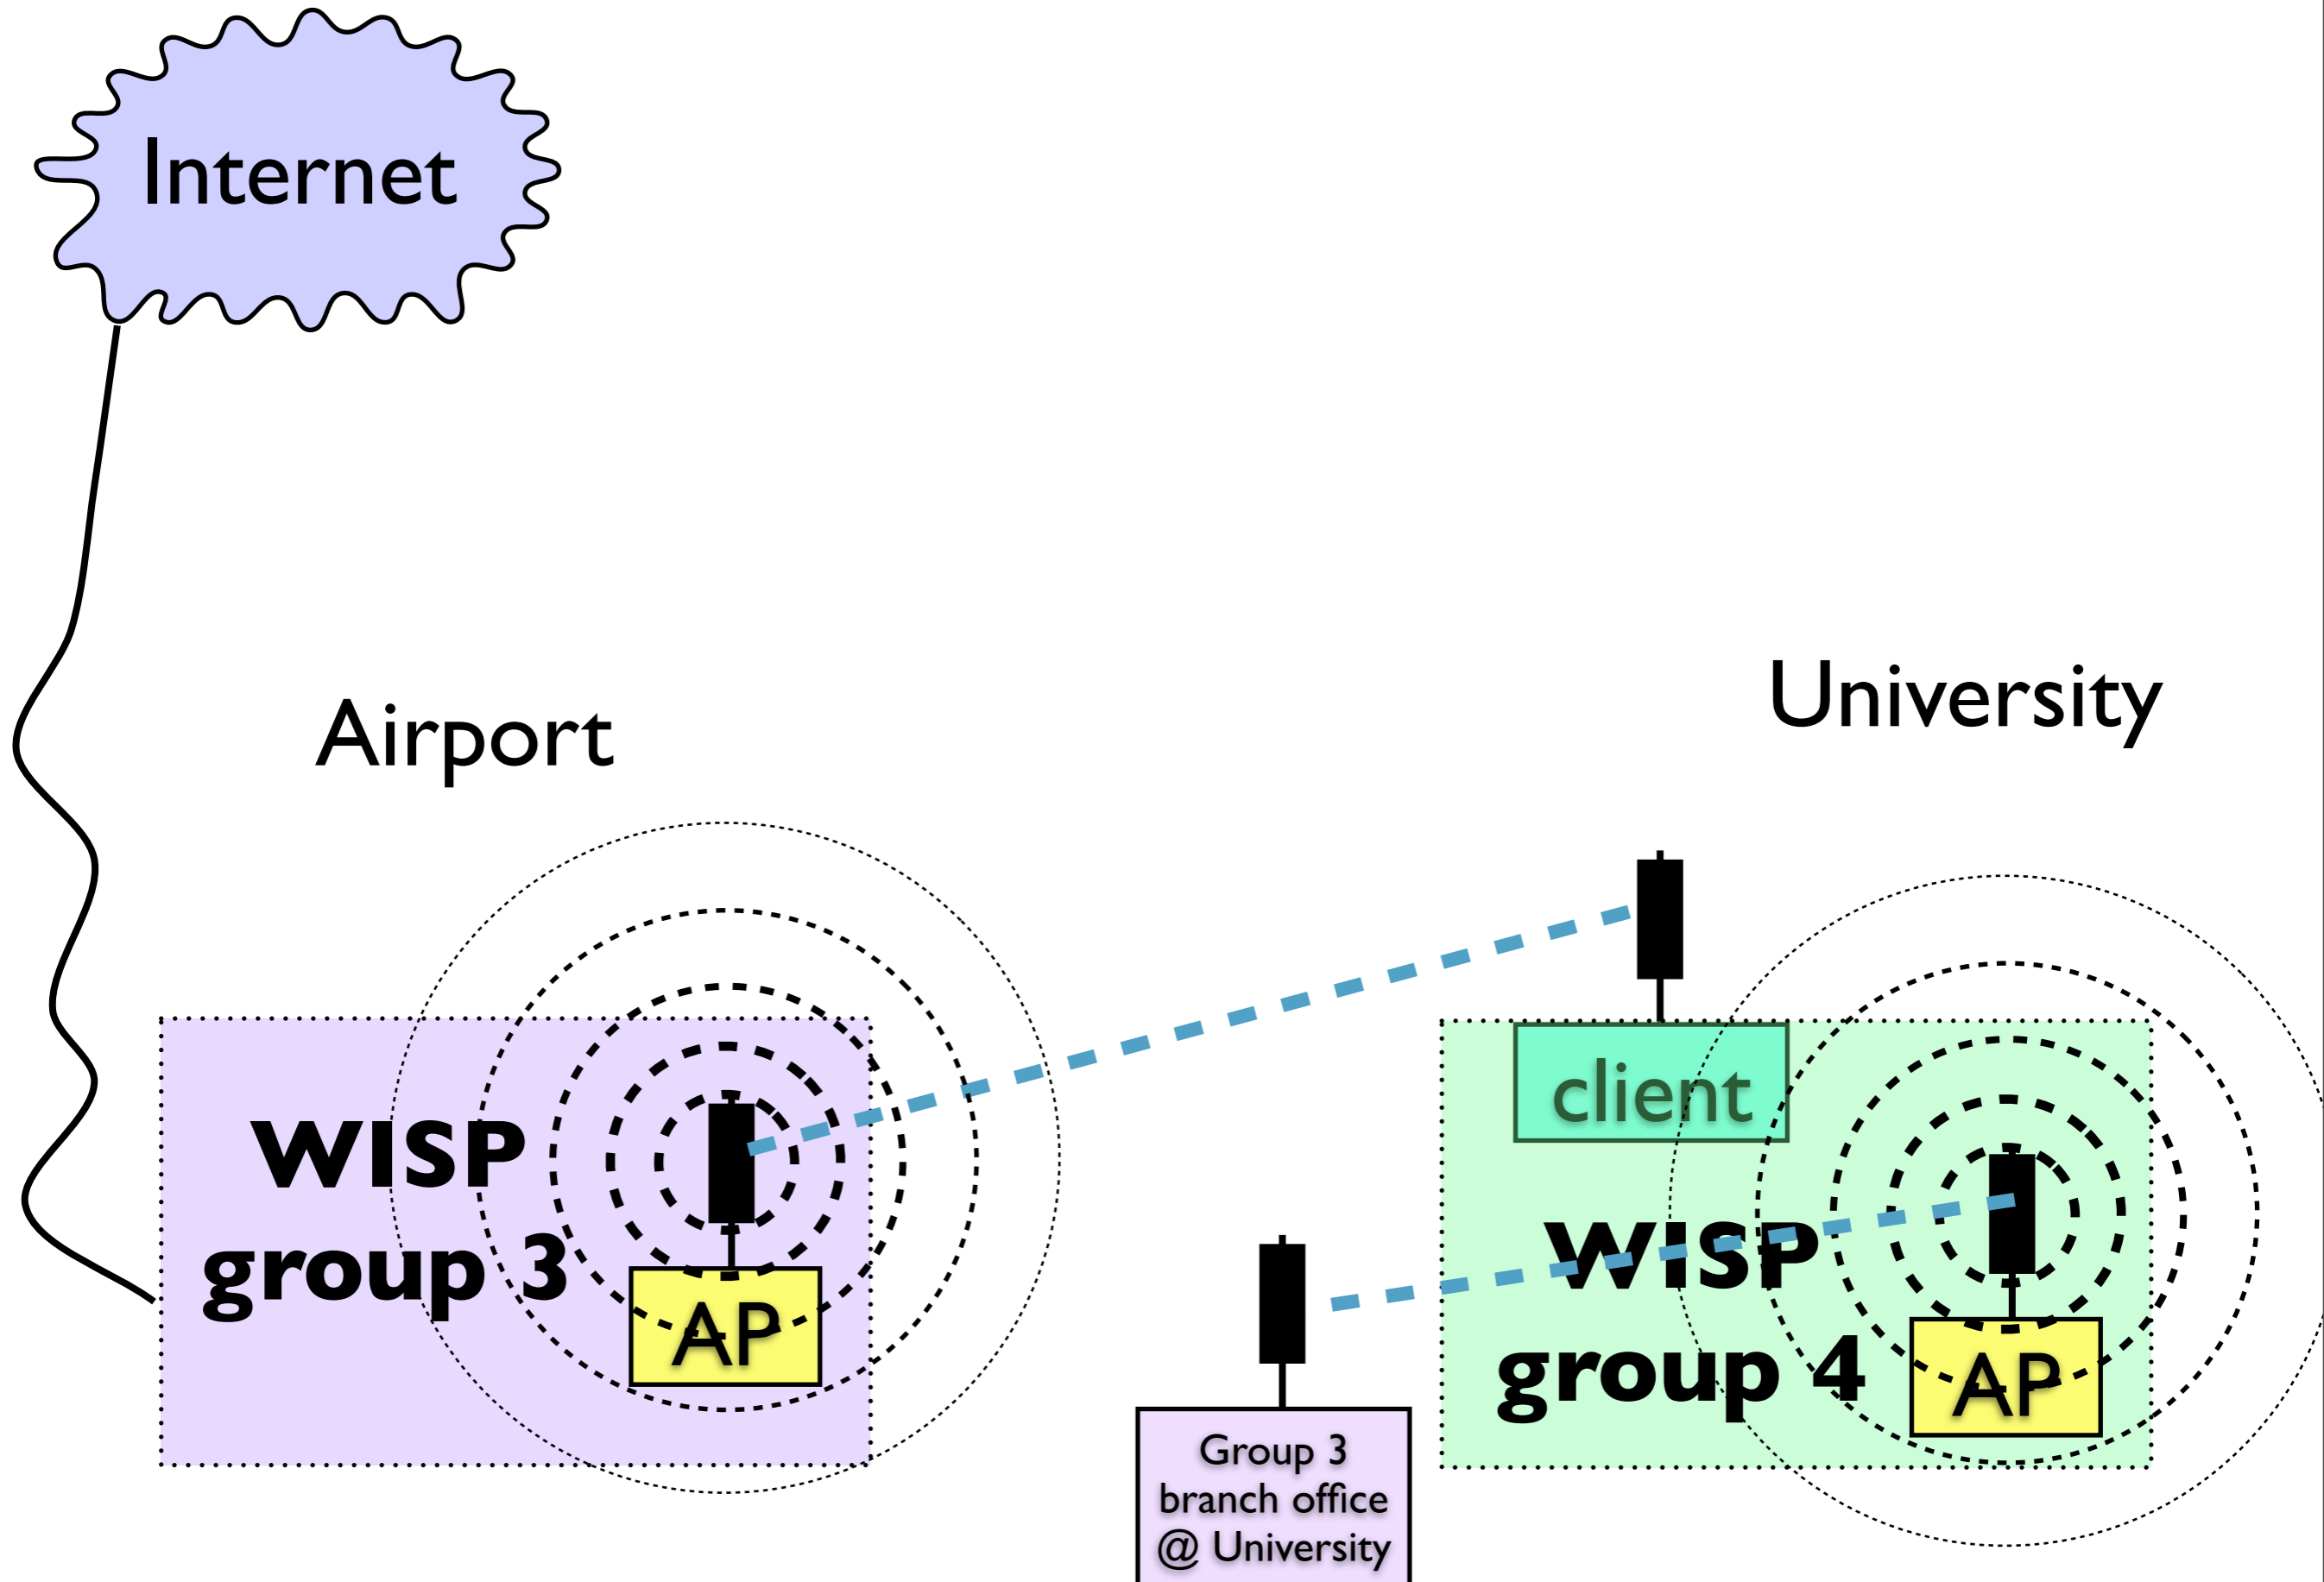 Internet
Airport
University
WISP
group 3
AP
client
WISP
group 4
AP
Group 3
branch office
@ University